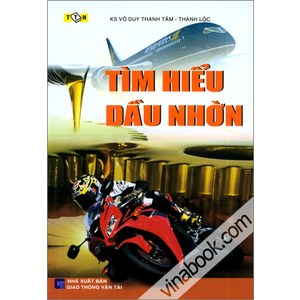 KS.VÕ DUY THANH TÂM - THÀNH LỘC
TÌM HIỂU
DẦU NHỜN
NHÀ XUẤT BẢN
GIAO THÔNG VẬN TẢI
vinabook.com